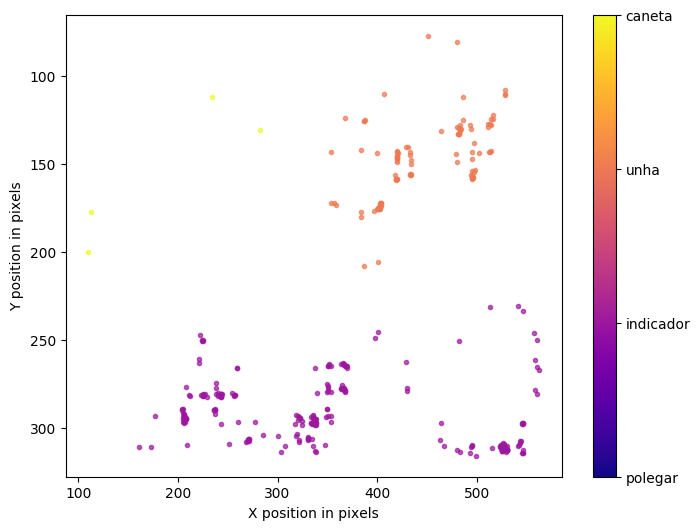 caneta
100
150
unha
200
250
indicador
300
polegar
100 200 300 400 500
X position in pixels
Y position in pixels